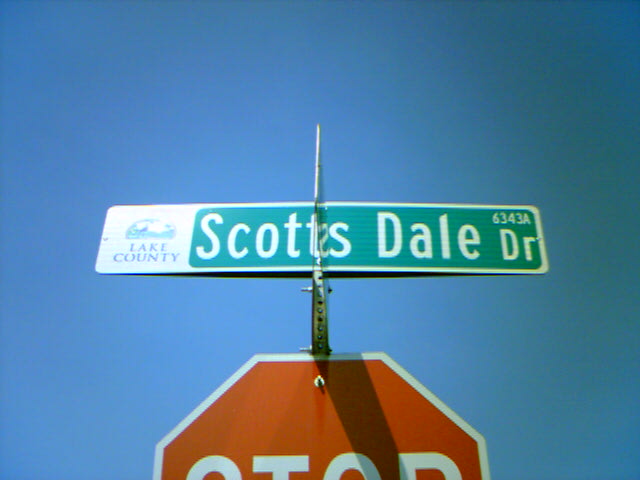 LAKE
COUNTY
Scotts Dale Dr
6343A
STOP